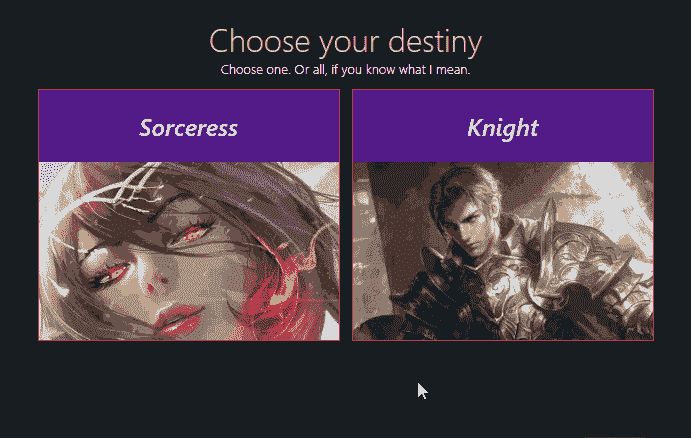 Choose your destiny
Choose one. Or all, if you know what I mean.
Sorceress
Knight